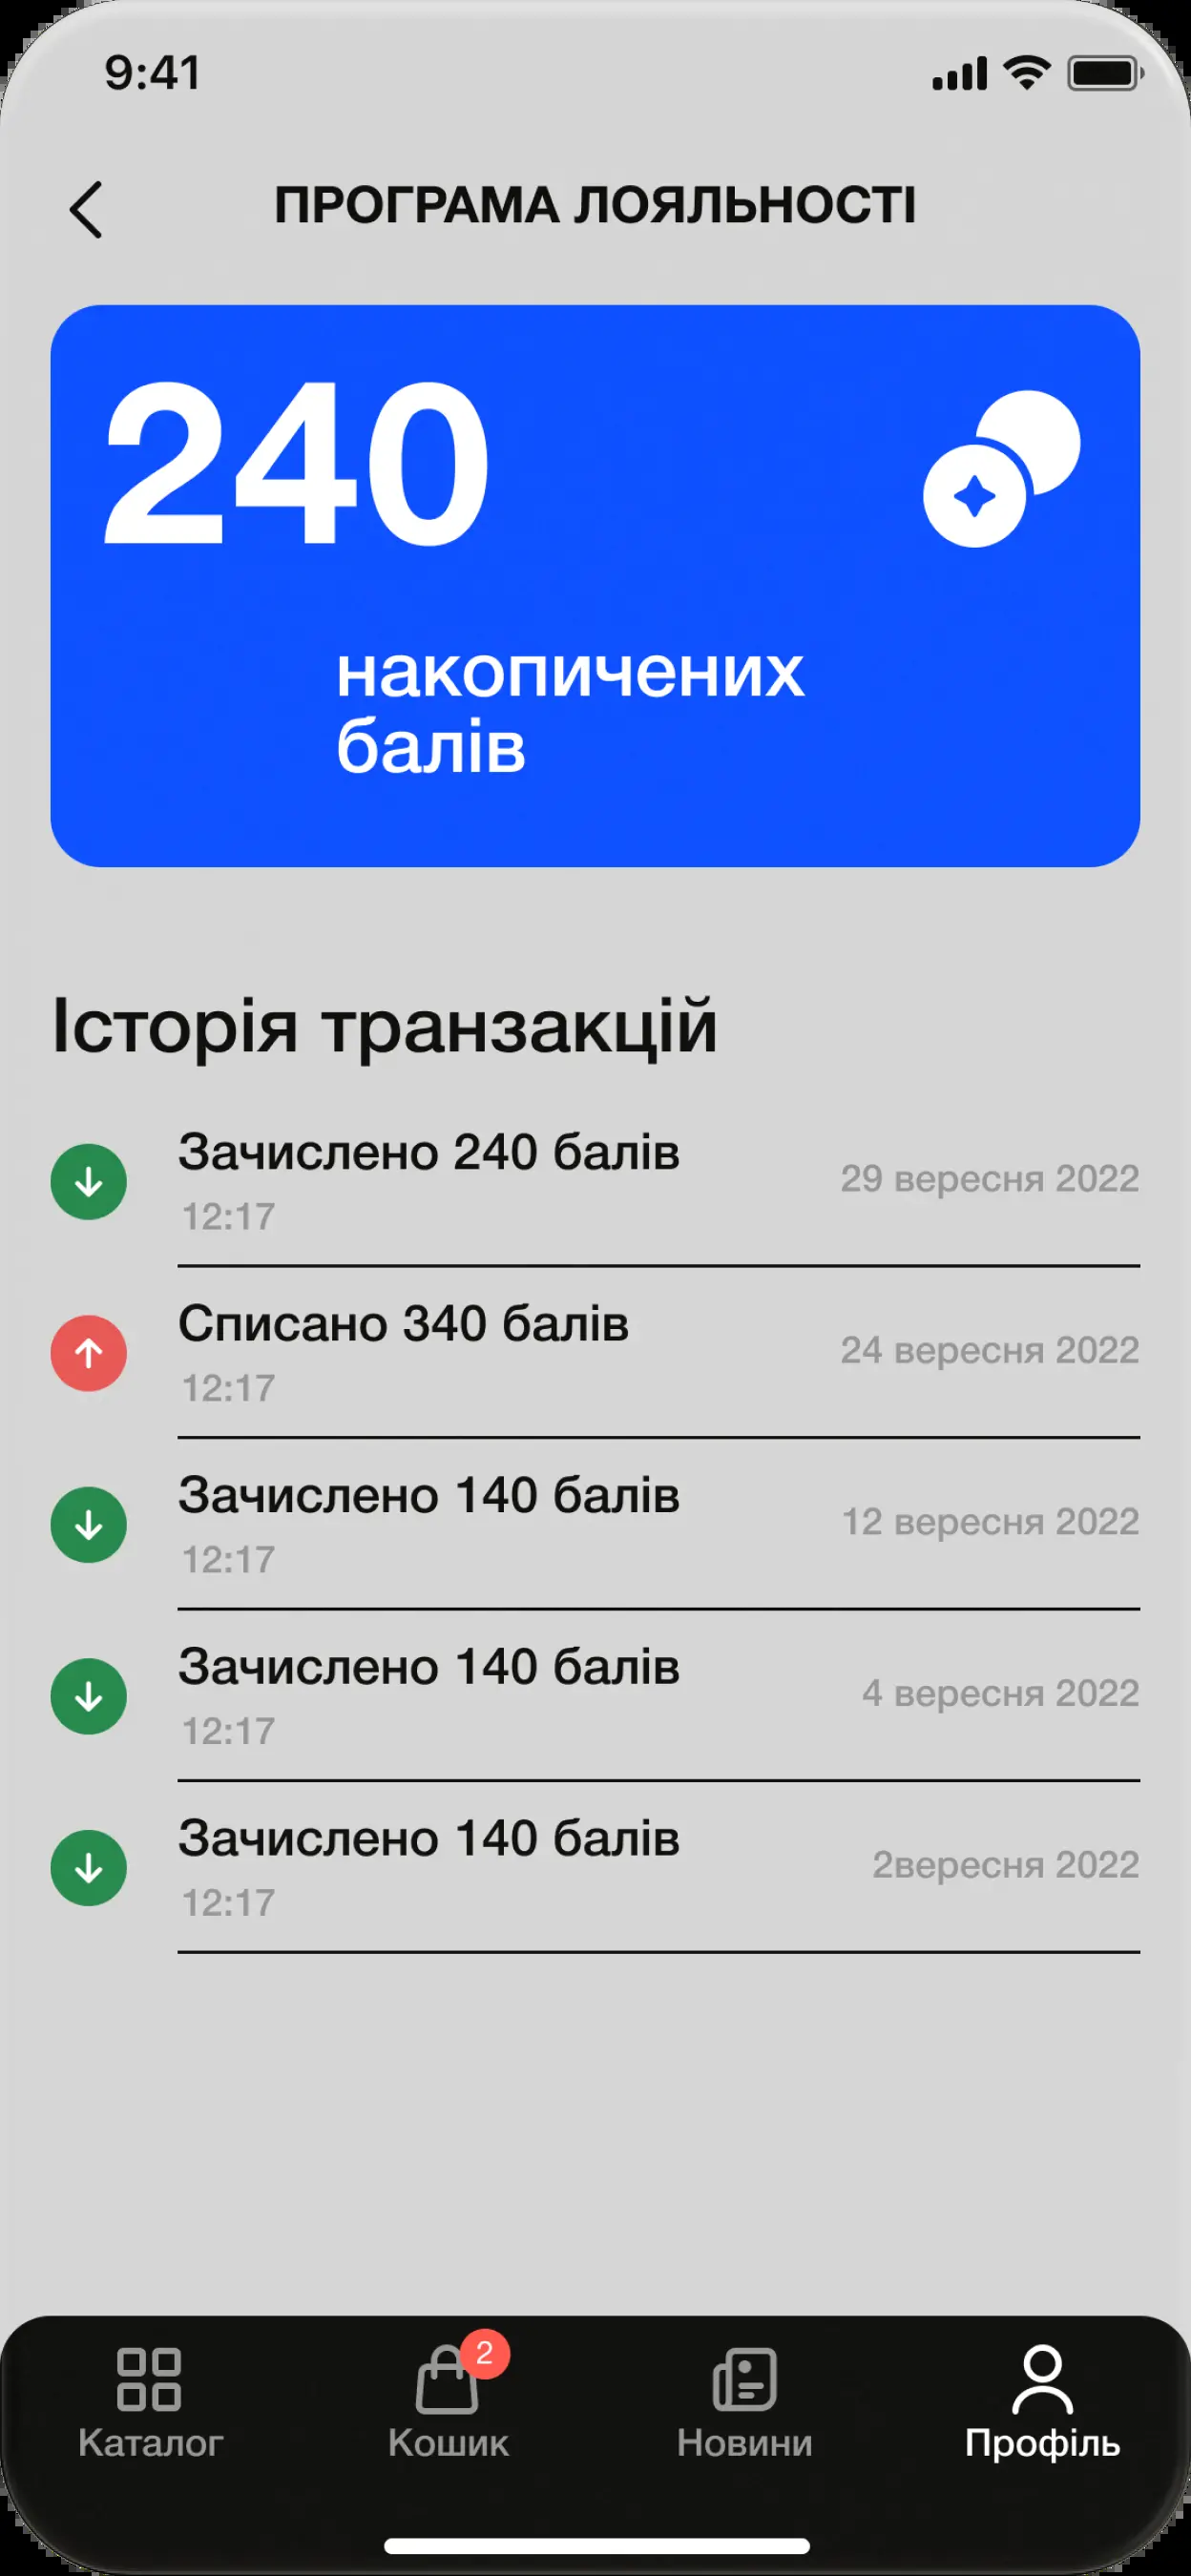 9:41
ПРОГРАМА ЛОЯЛЬНОСТІ
240
накопичених
балів
Історія транзакцій
Зачислено 240 балів
29 вересня 2022
12:17
Списано 340 балів
24 вересня 2022
12:17
Зачислено 140 балів
12 вересня 2022
12:17
Зачислено 140 балів
4 вересня 2022
12:17
Зачислено 140 балів
2вересня 2022
12:17
2
Каталог
Кошик
Новини
Профіль